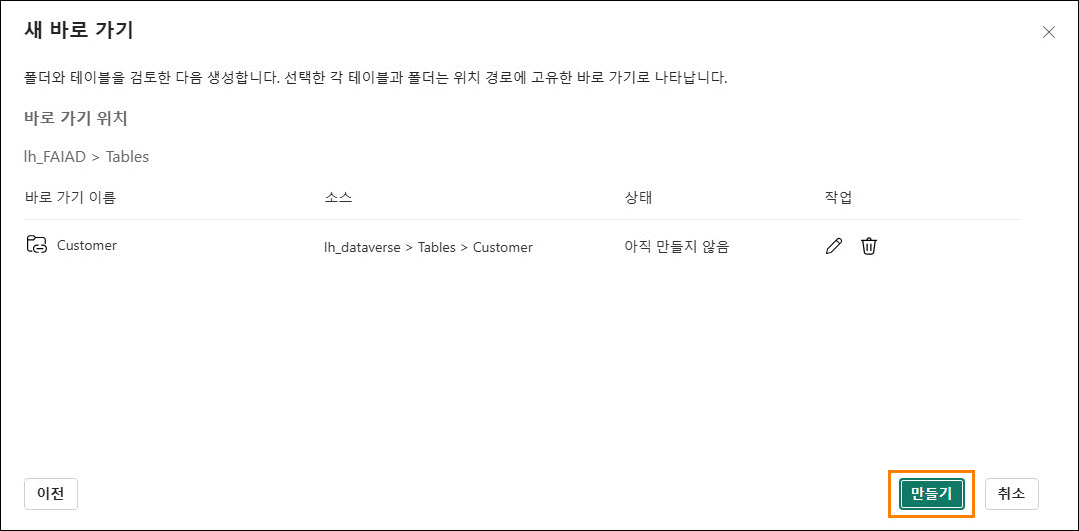 새 바로 가기
폴더와 테이블을 검토한 다음 생성합니다. 선택한 각 테이블과 폴더는 위치 경로에 고유한 바로 가기로 나타납니다.
바로 가기 위치
lh_FAIAD > Tables
바로 가기 이름 소스 상태 작업
Customer lh_dataverse > Tables > Customer 아직 만들지 않음
이전 만들기 취소